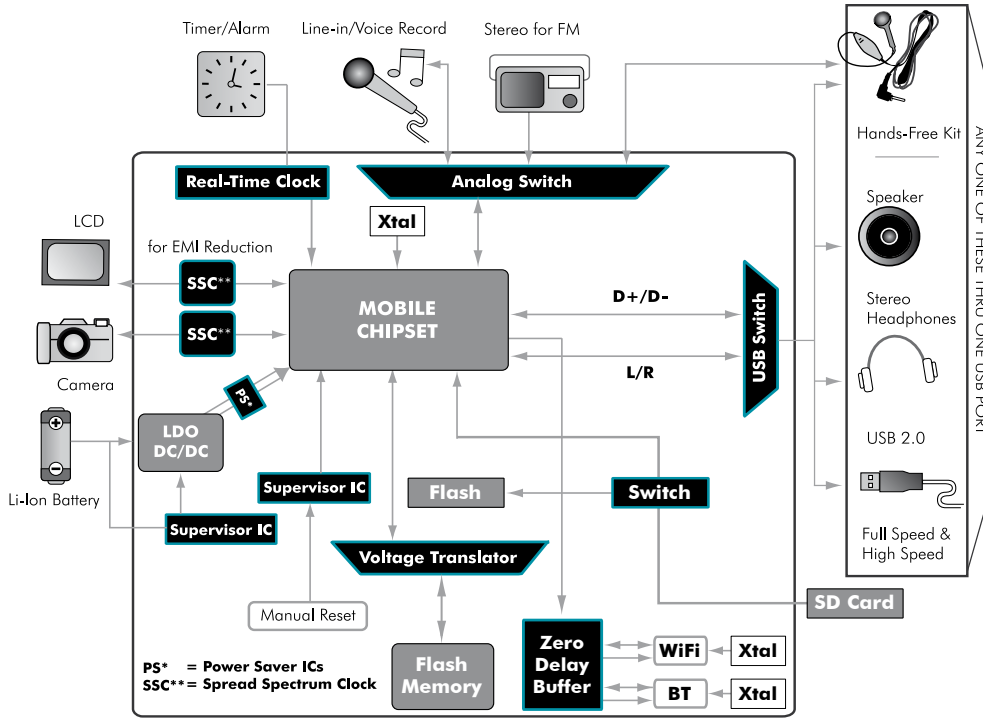 Timer/Alarm
Line-in/Voice Record
Stereo for FM
Hands-Free Kit
Real-Time Clock
Analog Switch
Speaker
LCD
Xtal
for EMI Reduction
SSC**
MOBILE
CHIPSET
D+/D-
USB Switch
Stereo
Headphones
SSC**
L/R
Camera
PS*
LDO
DC/DC
USB 2.0
Li-Ion Battery
Supervisor IC
Flash
Switch
Supervisor IC
Full Speed &
High Speed
Voltage Translator
Manual Reset
SD Card
Zero
Delay
Buffer
WiFi
Xtal
Flash
Memory
BT
Xtal
PS* = Power Saver ICs
SSC** = Spread Spectrum Clock
ANY ONE OF THESE THRU ONE USB PORT